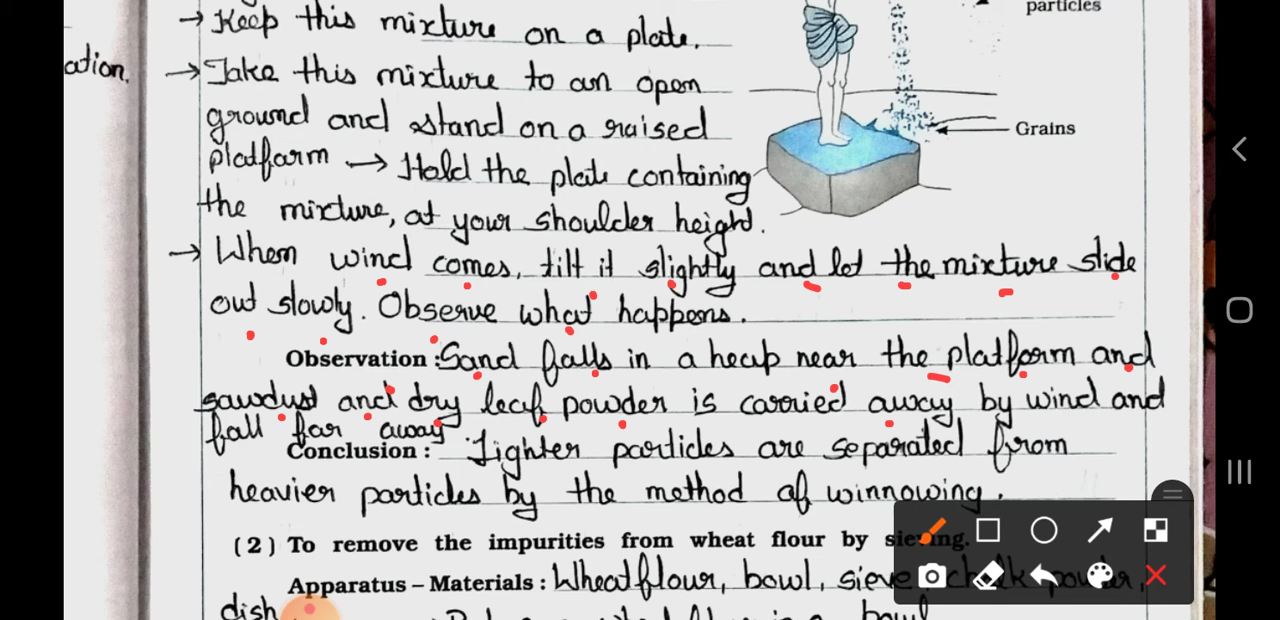 particles
→ Keep this mixture on a plate.
ation.
→ Take this mixture to an open
ground and stand on a raised
Grains
platform → Hold the plate containing
the mixture, at your shoulder height.
→ When wind comes, tilt it slightly and let the mixture slide
out slowly. Observe what happens.
Observation : Sand falls in a heap near the platform and
sawdust and dry leaf powder is carried away by wind and
fall far away
Conclusion : Lighter particles are separated from
heavier particles by the method of winnowing.
(2) To remove the impurities from wheat flour by sieving.
Apparatus – Materials : Wheat flour, bowl, sieve, chalk powder,
dish
bowl